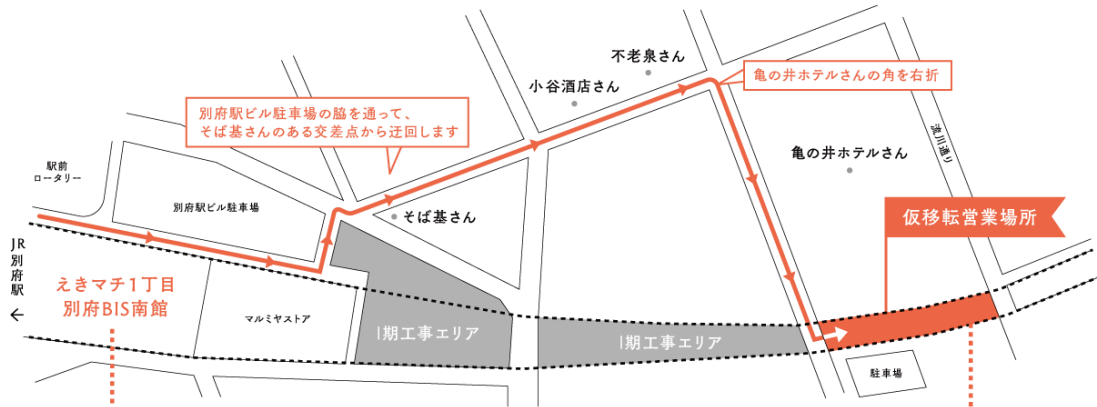 不老泉さん
小谷酒店さん
亀の井ホテルさんの角を右折
別府駅ビル駐車場の脇を通って、
そば基さんのある交差点から迂回します
流川通り
亀の井ホテルさん
駅前
ロータリー
別府駅ビル駐車場
そば基さん
仮移転営業場所
JR別府駅
←
えきマチ1丁目
別府BIS南館
マルミヤストア
I期工事エリア
I期工事エリア
駐車場